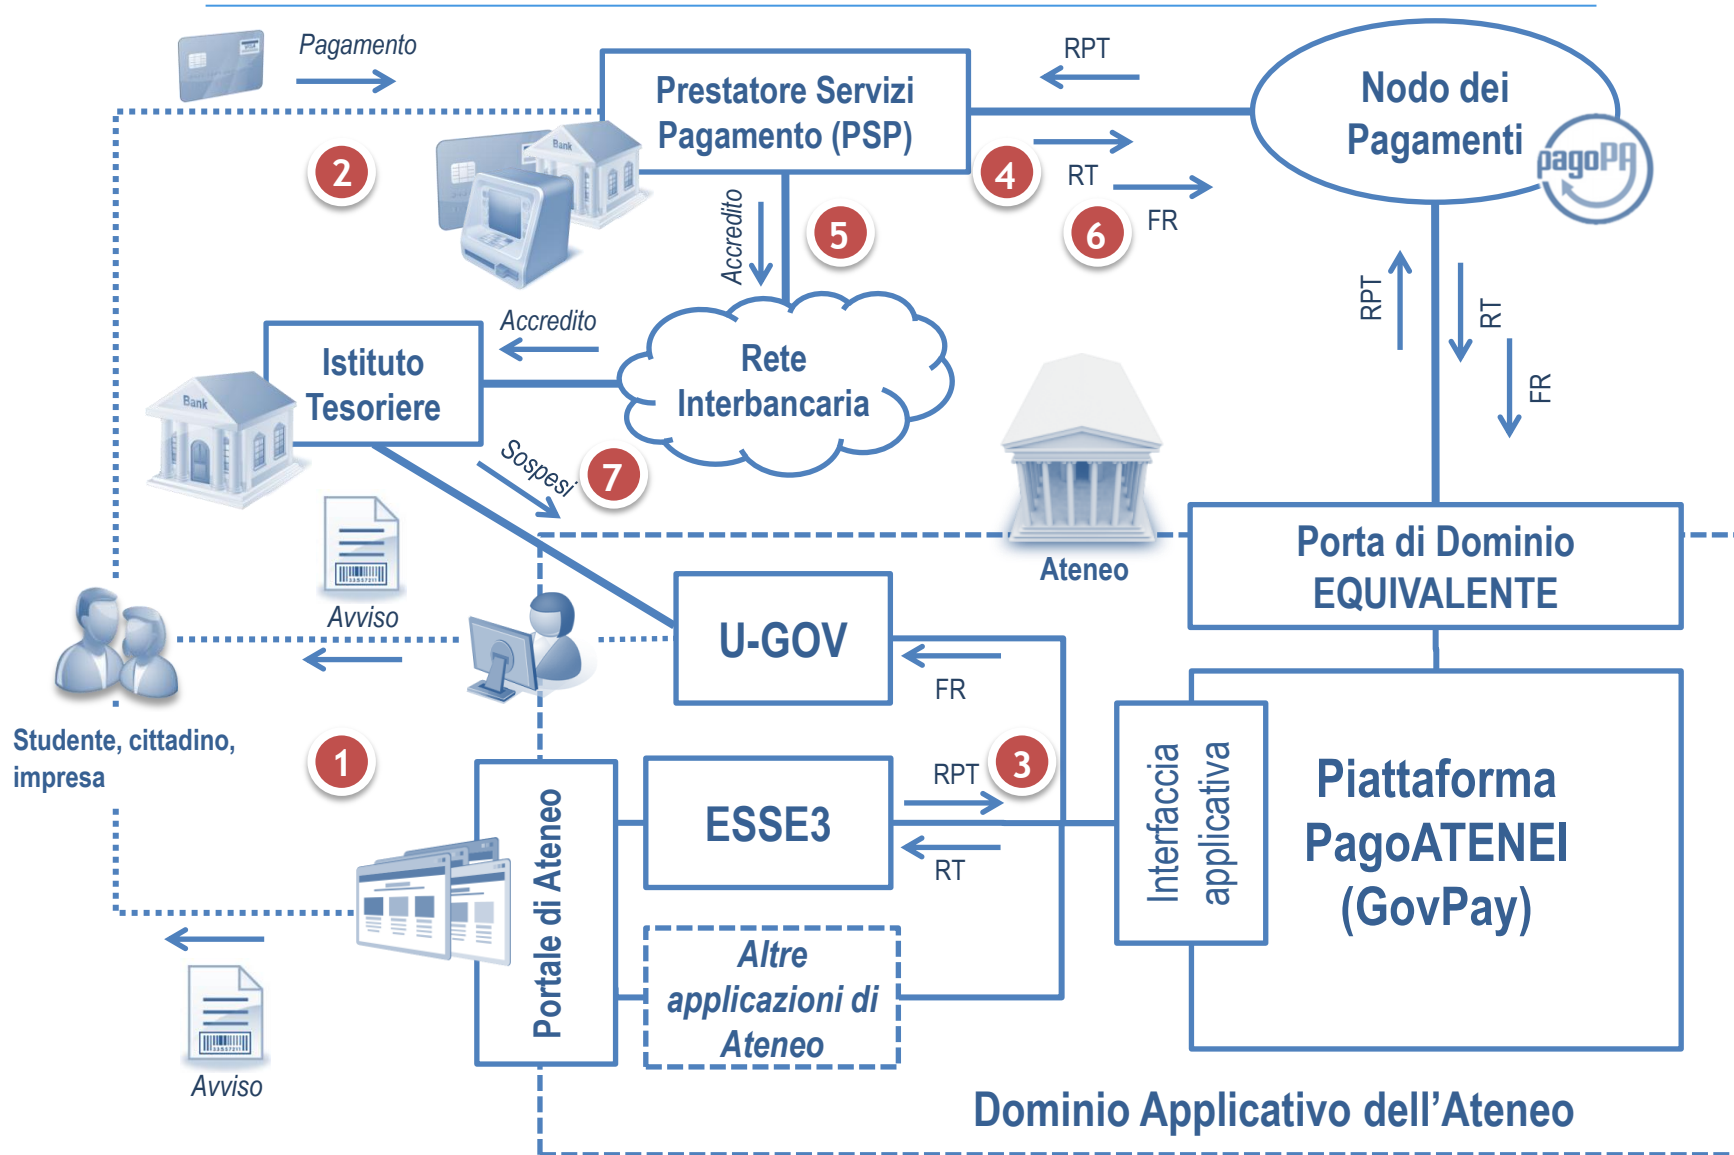 Pagamento
RPT
Prestatore Servizi
Pagamento (PSP)
Nodo dei
Pagamenti
pagoPA
Bank
2
4
RT
6
FR
5
Accredito
RPT
RT
FR
Accredito
Istituto
Tesoriere
Bank
Rete
Interbancaria
Sospesi
7
Ateneo
Porta di Dominio
EQUIVALENTE
Avviso
U-GOV
FR
Studente, cittadino,
impresa
1
Portale di Ateneo
ESSE3
RPT
3
RT
Interfaccia
applicativa
Piattaforma
PagoATENEI
(GovPay)
Altre
applicazioni di
Ateneo
Avviso
Dominio Applicativo dell’Ateneo